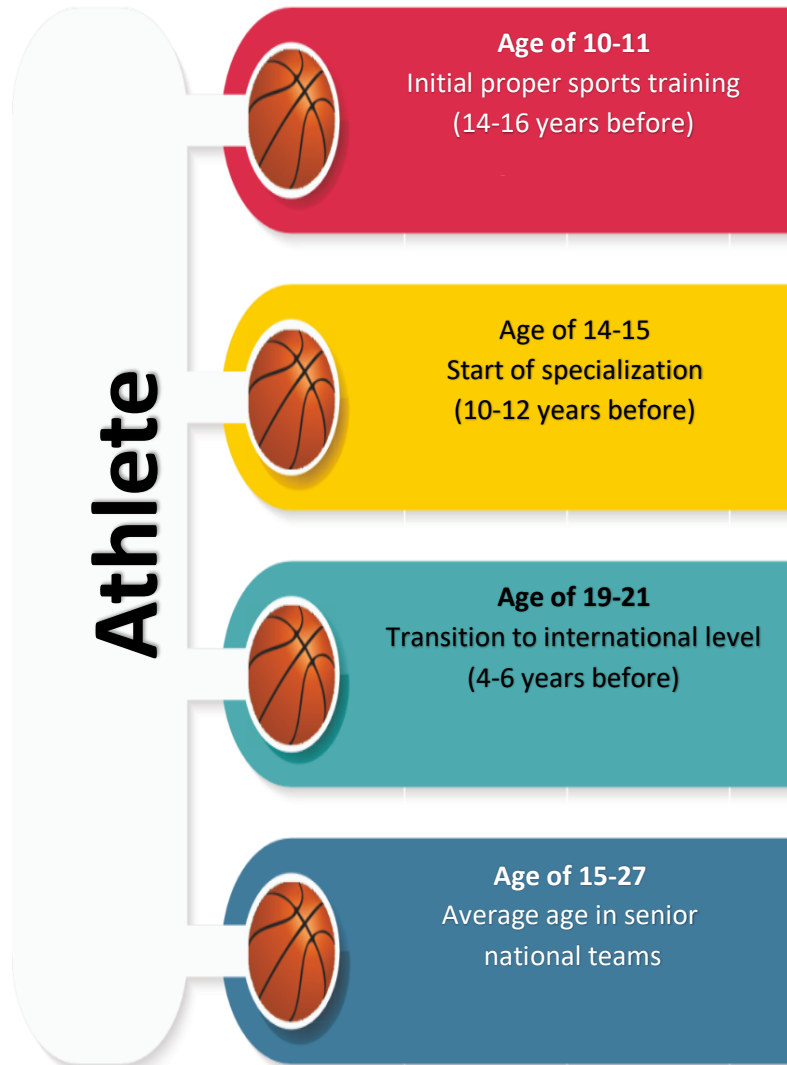 Athlete
Age of 10-11
Initial proper sports training
(14-16 years before)
Age of 14-15
Start of specialization
(10-12 years before)
Age of 19-21
Transition to international level
(4-6 years before)
Age of 15-27
Average age in senior
national teams